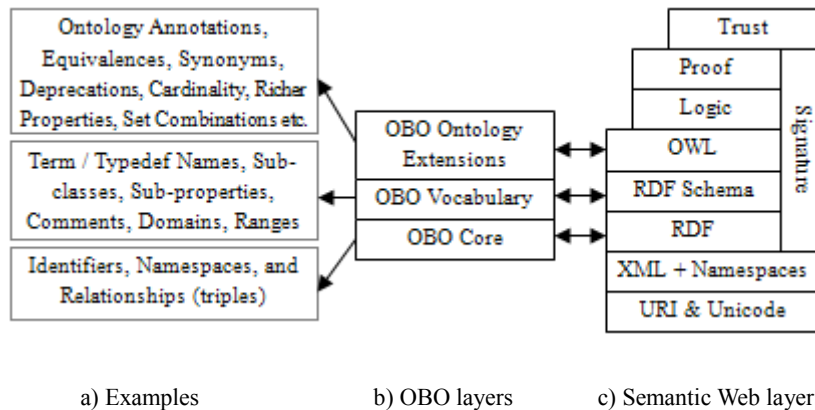 Ontology Annotations,
Equivalences, Synonyms,
Deprecations, Cardinality, Richer
Properties, Set Combinations etc.
Term / Typedef Names, Sub-
classes, Sub-properties,
Comments, Domains, Ranges
Identifiers, Namespaces, and
Relationships (triples)
OBO Ontology
Extensions
OBO Vocabulary
OBO Core
Trust
Proof
Logic
OWL
RDF Schema
RDF
XML + Namespaces
URI & Unicode
Signature
a) Examples
b) OBO layers
c) Semantic Web layer